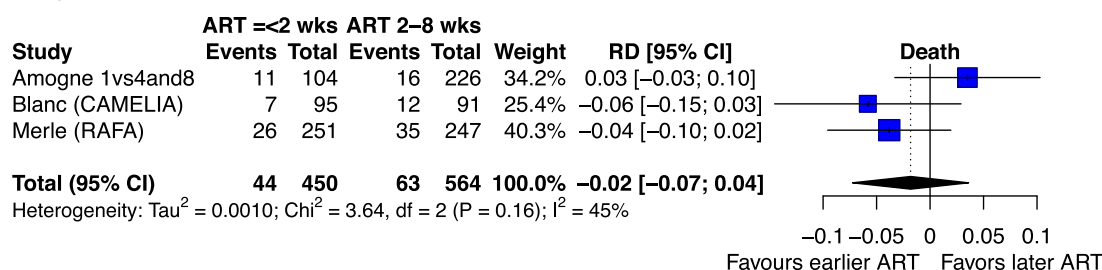 ART =<2 wks ART 2–8 wks
Study Events Total Events Total Weight RD [95% CI] Death
Amogne 1vs4and8 11 104 16 226 34.2% 0.03 [−0.03; 0.10]
Blanc (CAMELIA) 7 95 12 91 25.4% −0.06 [−0.15; 0.03]
Merle (RAFA) 26 251 35 247 40.3% −0.04 [−0.10; 0.02]
Total (95% CI) 44 450 63 564 100.0% −0.02 [−0.07; 0.04]
Heterogeneity: Tau² = 0.0010; Chi² = 3.64, df = 2 (P = 0.16); I² = 45%
−0.1 −0.05 0 0.05 0.1
Favours earlier ART Favors later ART